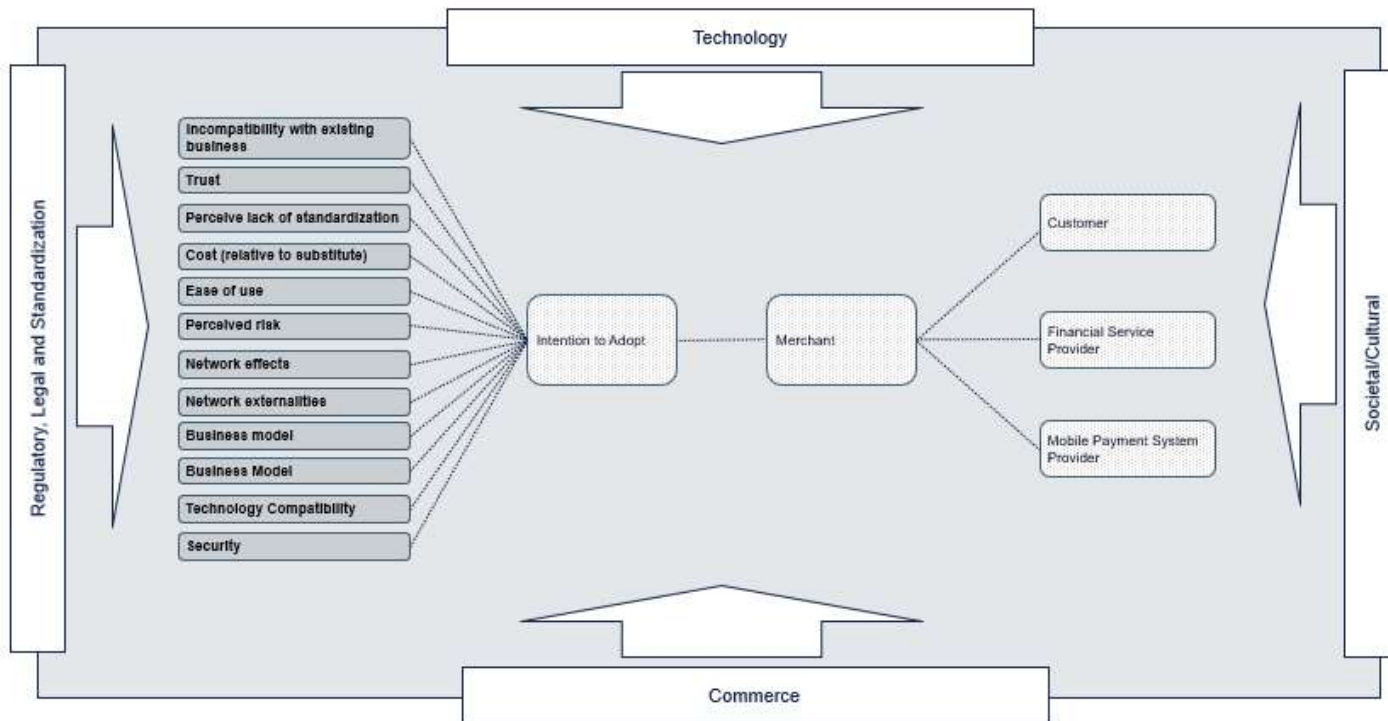 Technology
Regulatory, Legal and Standardization
Incompatibility with existing
business
Trust
Perceive lack of standardization
Cost (relative to substitute)
Ease of use
Perceived risk
Network effects
Network externalities
Business model
Business Model
Technology Compatibility
Security
Intention to Adopt
Merchant
Customer
Financial Service
Provider
Mobile Payment System
Provider
Societal/Cultural
Commerce